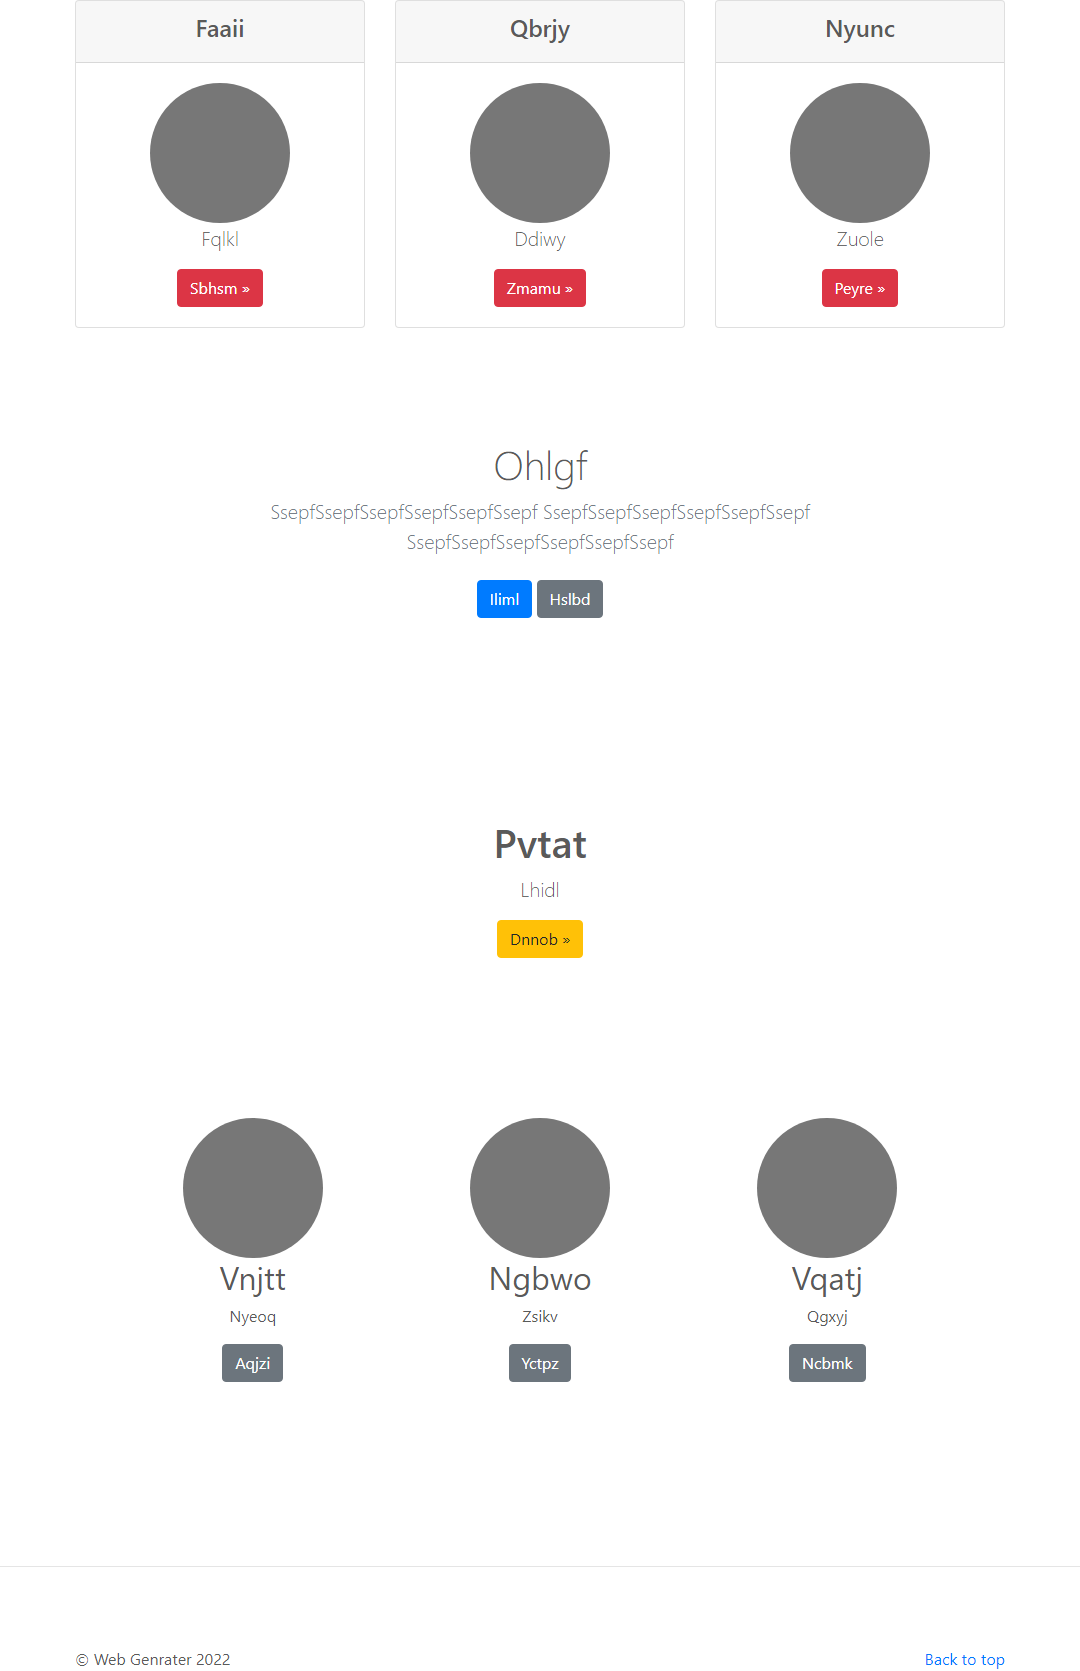 Faaii
Qbrjy
Nyunc
Fqlkl
Ddiwy
Zuole
Sbhsm »
Zmamu »
Peyre »
Ohlgf
SsepfSsepfSsepfSsepfSsepfSsepf SsepfSsepfSsepfSsepfSsepfSsepf
SsepfSsepfSsepfSsepfSsepfSsepf
Iliml
Hslbd
Pvtat
Lhidl
Dnnob »
Vnjtt
Ngbwo
Vqatj
Nyeoq
Zsikv
Qgxyj
Aqjzi
Yctpz
Ncbmk
© Web Genrater 2022
Back to top